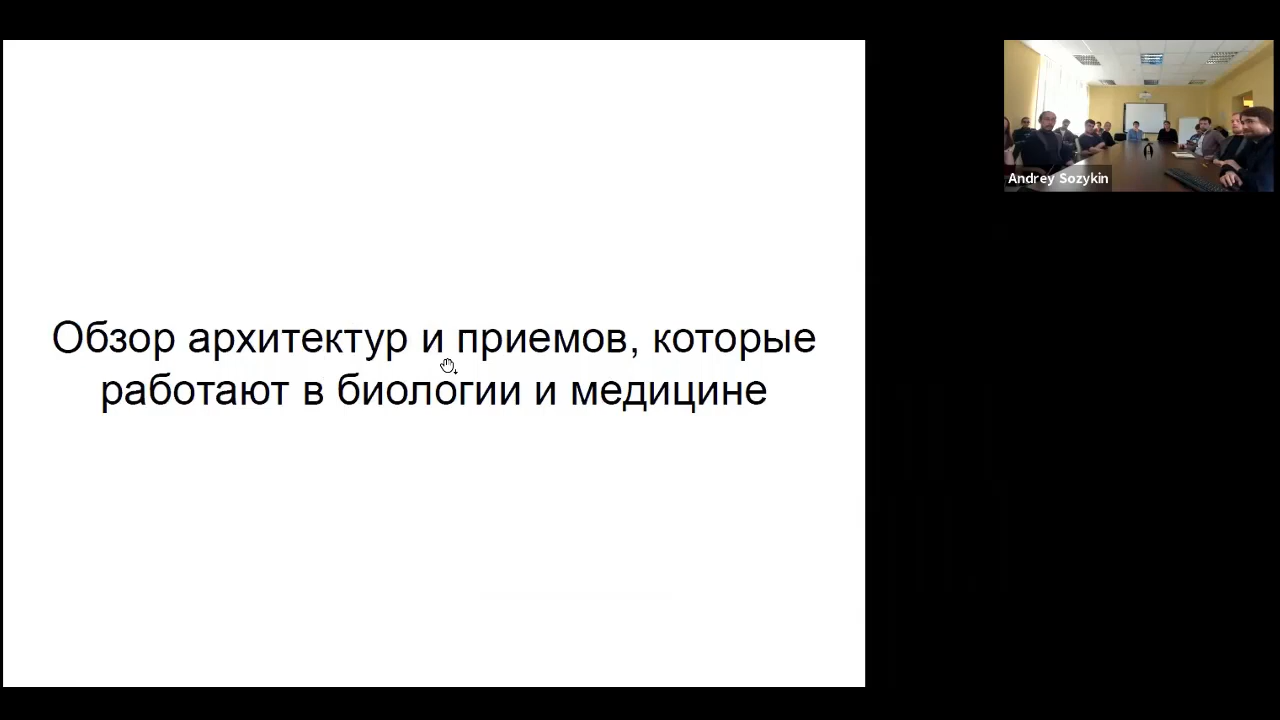 Обзор архитектур и приемов, которые
работают в биологии и медицине
Andrey Sozykin